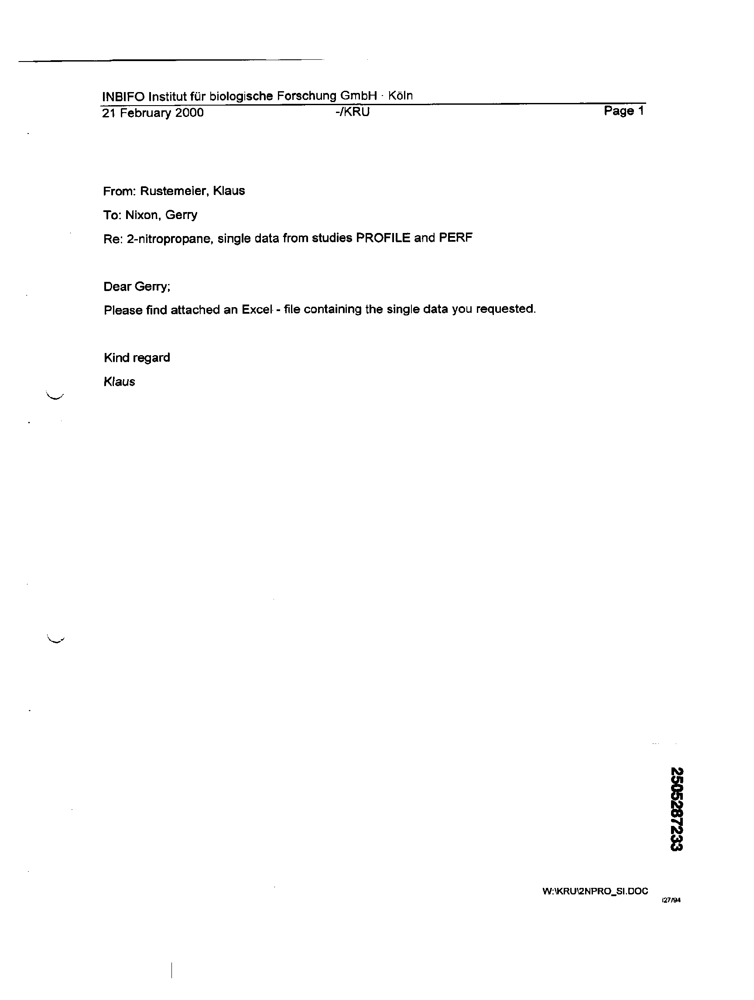 INBIFO Institut für biologische Forschung GmbH · Köln
21 February 2000 -/KRU Page 1
From: Rustemeier, Klaus
To: Nixon, Gerry
Re: 2-nitropropane, single data from studies PROFILE and PERF
Dear Gerry;
Please find attached an Excel - file containing the single data you requested.
Kind regard
Klaus
2505287233
W:\KRU\2NPRO_SI.DOC
/27/94